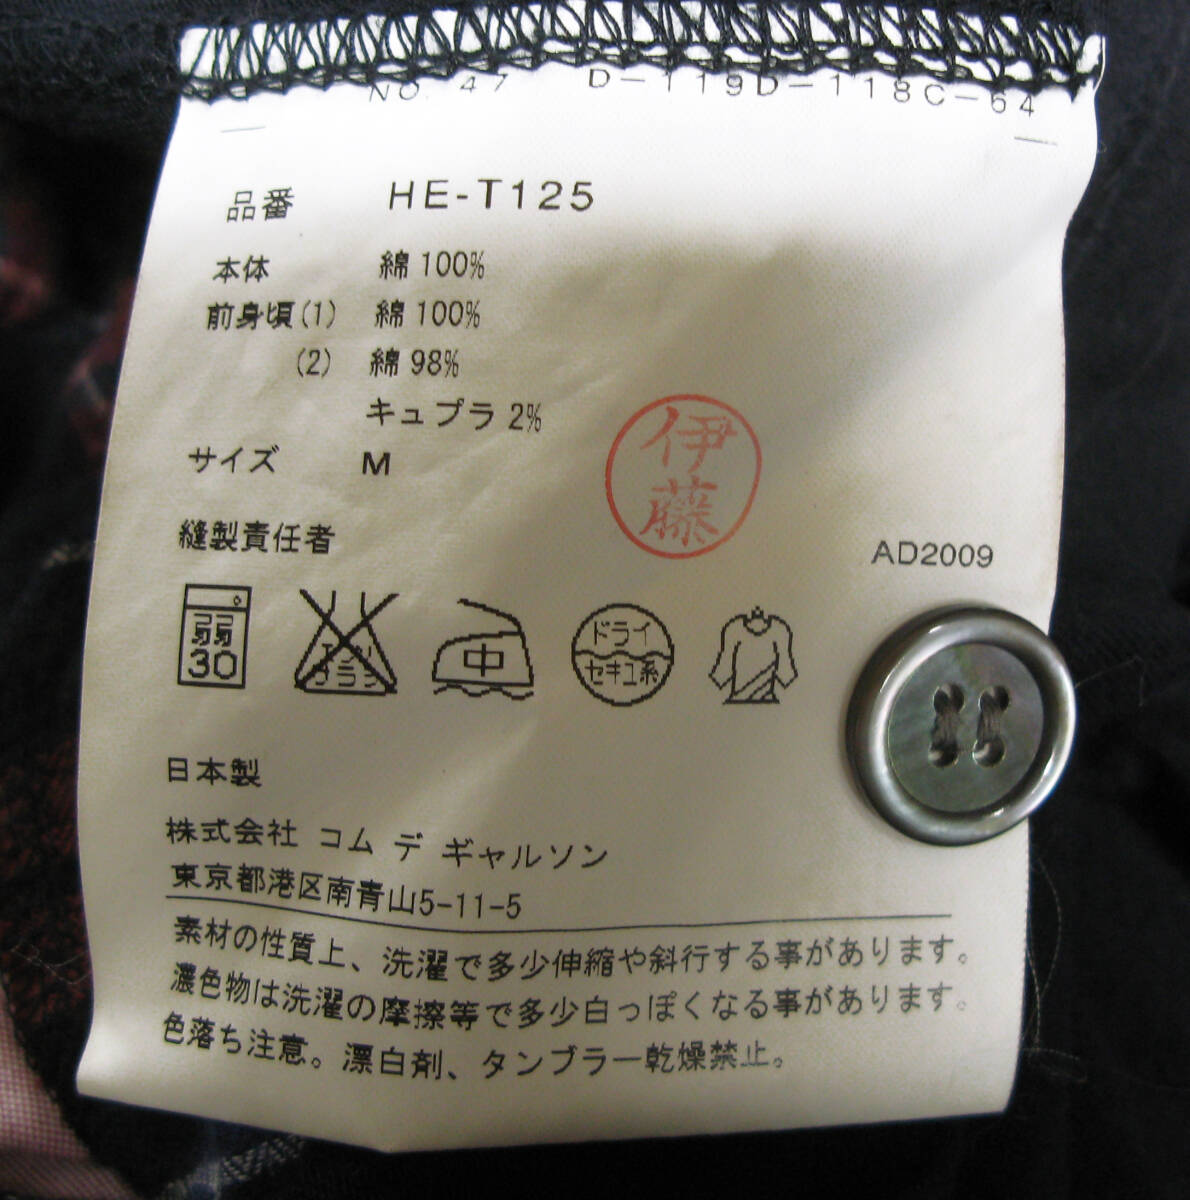 NO. 47 D-119D-118C-64
品番 HE-T125
本体 綿 100%
前身頃(1) 綿 100%
(2) 綿 98%
キュプラ 2%
サイズ M
伊藤
縫製責任者
AD2009
弱
30
エンソ
フラシ
中
ドライ
セキユ系
日本製
株式会社 コム デ ギャルソン
東京都港区南青山5-11-5
素材の性質上、洗濯で多少伸縮や斜行する事があります。
濃色物は洗濯の摩擦等で多少白っぽくなる事があります。
色落ち注意。漂白剤、タンブラー乾燥禁止。